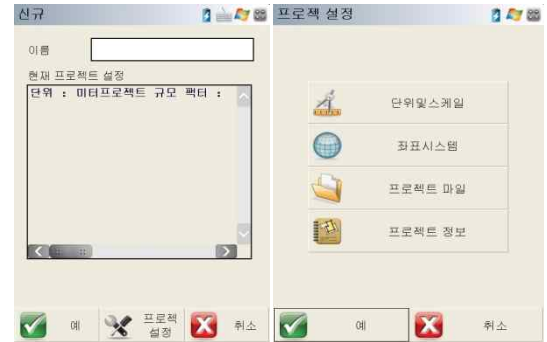 신규
이름
현재 프로젝트 설정
단위 : 미터프로젝트 규모 팩터 :
예
프로젝
설정
취소
프로젝 설정
단위및스케일
좌표시스템
프로젝트 파일
프로젝트 정보
예
취소